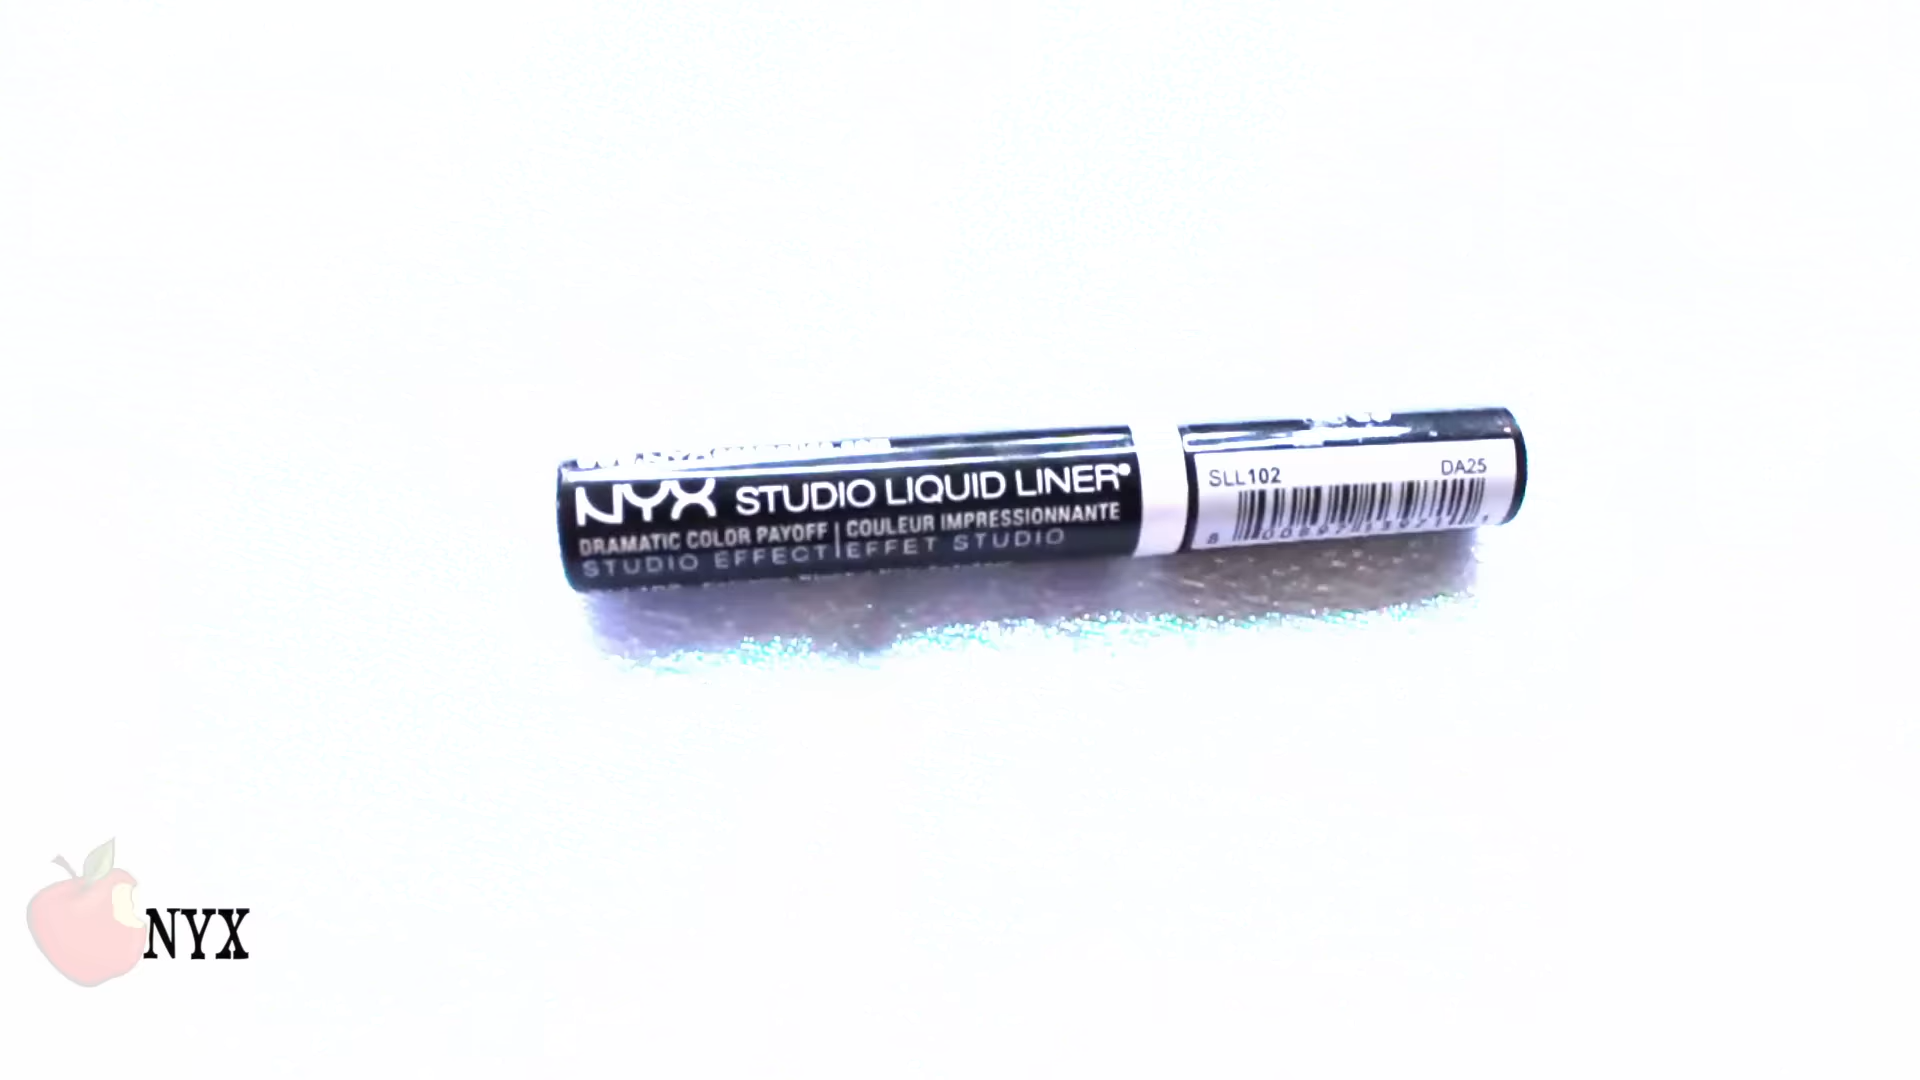 NYX STUDIO LIQUID LINER®
DRAMATIC COLOR PAYOFF | COULEUR IMPRESSIONNANTE
STUDIO EFFECT | EFFET STUDIO
SLL102 DA25
NYX